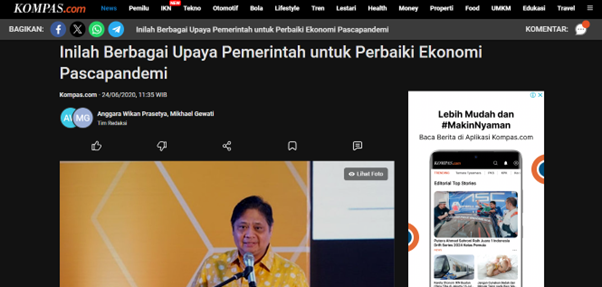 KOMPAS.com
News Pemilu IKN NEW Tekno Otomotif Bola Lifestyle Tren Lestari Health Money Properti Food UMKM Edukasi Travel
BAGIKAN: Inilah Berbagai Upaya Pemerintah untuk Perbaiki Ekonomi Pascapandemi KOMENTAR:
Inilah Berbagai Upaya Pemerintah untuk Perbaiki Ekonomi
Pascapandemi
Kompas.com - 24/06/2020, 11:35 WIB
AW MG
Anggara Wikan Prasetya, Mikhael Gewati
Tim Redaksi
Lihat Foto
Lebih Mudah dan
#MakinNyaman
Baca Berita di Aplikasi Kompas.com
KOMPAS.com
Editorial Top Stories